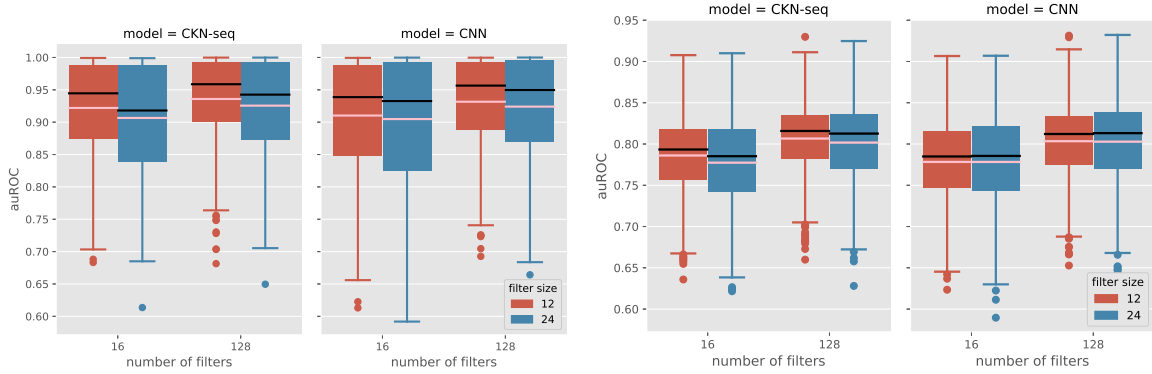 model = CKN-seq
model = CNN
auROC
1.00
0.95
0.90
0.85
0.80
0.75
0.70
0.65
0.60
16
128
16
128
number of filters
number of filters
filter size
12
24
model = CKN-seq
model = CNN
auROC
0.95
0.90
0.85
0.80
0.75
0.70
0.65
0.60
16
128
16
128
number of filters
number of filters
filter size
12
24